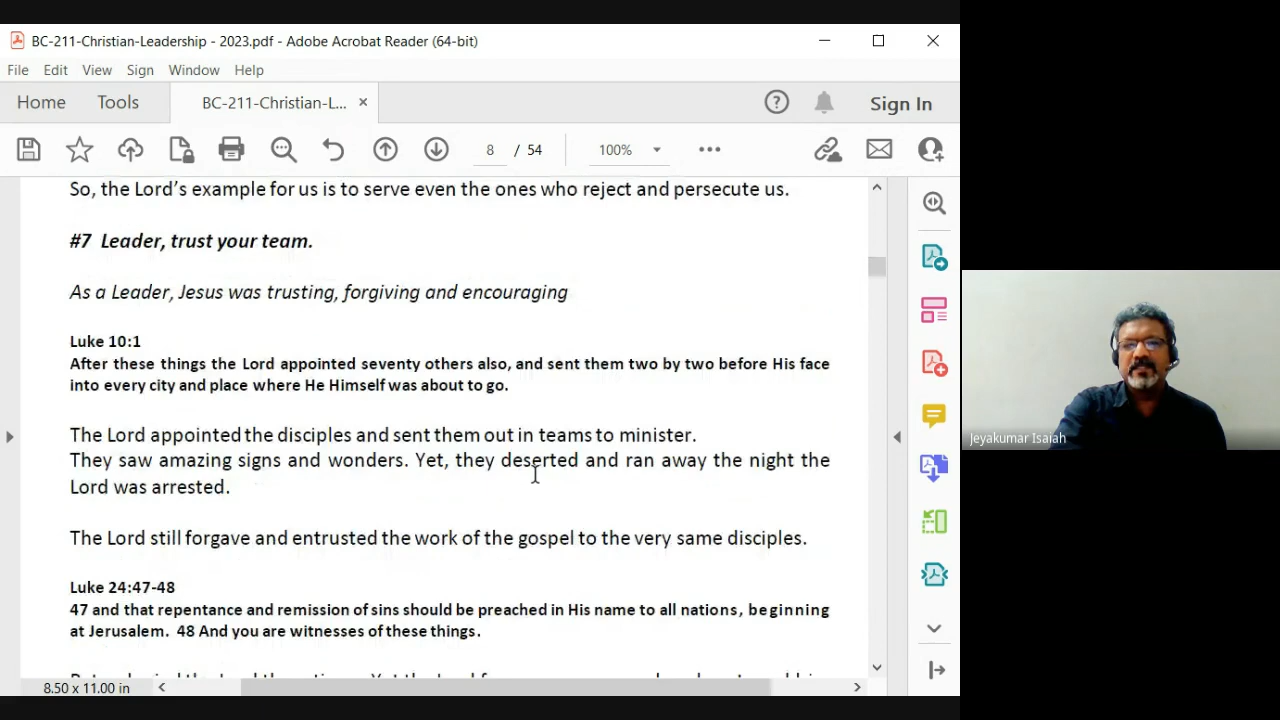 BC-211-Christian-Leadership - 2023.pdf - Adobe Acrobat Reader (64-bit)
File Edit View Sign Window Help
Home Tools BC-211-Christian-L... Sign In
8 / 54 100%
So, the Lord’s example for us is to serve even the ones who reject and persecute us.
#7 Leader, trust your team.
As a Leader, Jesus was trusting, forgiving and encouraging
Luke 10:1
After these things the Lord appointed seventy others also, and sent them two by two before His face
into every city and place where He Himself was about to go.
The Lord appointed the disciples and sent them out in teams to minister.
They saw amazing signs and wonders. Yet, they deserted and ran away the night the
Lord was arrested.
The Lord still forgave and entrusted the work of the gospel to the very same disciples.
Luke 24:47-48
47 and that repentance and remission of sins should be preached in His name to all nations, beginning
at Jerusalem. 48 And you are witnesses of these things.
8.50 x 11.00 in
Jeyakumar Isaiah